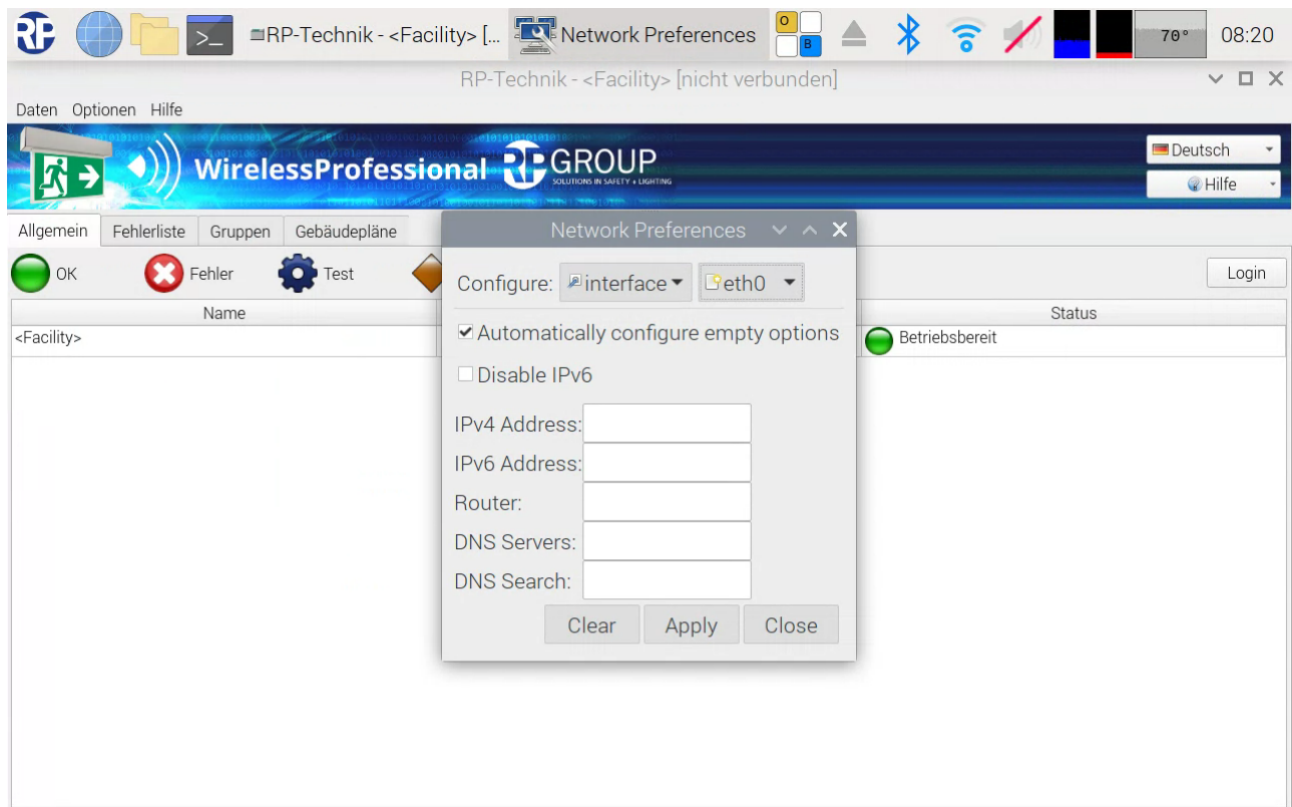 RP >_ RP-Technik - <Facility> [... Network Preferences O B 70° 08:20
RP-Technik - <Facility> [nicht verbunden]
Daten Optionen Hilfe
WirelessProfessional RP GROUP
SOLUTIONS IN SAFETY + LIGHTING
Deutsch
Hilfe
Allgemein Fehlerliste Gruppen Gebäudepläne
OK Fehler Test Login
Name Status
<Facility> Betriebsbereit
Network Preferences
Configure: interface eth0
Automatically configure empty options
Disable IPv6
IPv4 Address:
IPv6 Address:
Router:
DNS Servers:
DNS Search:
Clear Apply Close